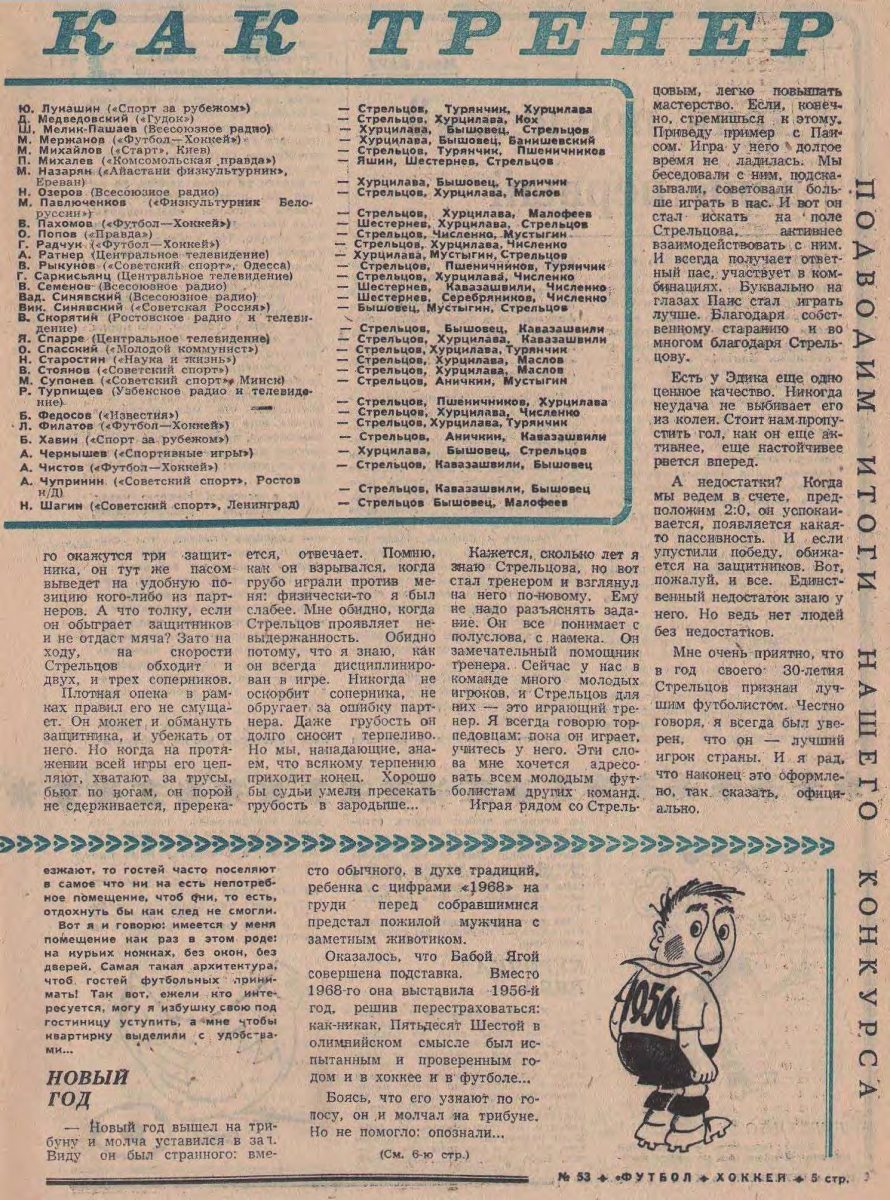 КАК ТРЕНЕР
Ю. Лукашин («Спорт за рубежом») — Стрельцов, Турянчик, Хурцилава
Д. Медведовский («Гудок») — Стрельцов, Хурцилава, Кох
Ш. Мелик-Пашаев (Всесоюзное радио) — Хурцилава, Бышовец, Стрельцов
М. Мержанов («Футбол—Хоккей») — Хурцилава, Бышовец, Банишевский
М. Михайлов («Старт», Киев) — Стрельцов, Турянчик, Пшеничников
П. Михалев («Комсомольская правда») — Яшин, Шестернев, Стрельцов
М. Назарян («Айастани физкультурник»,
Ереван) — Хурцилава, Бышовец, Турянчик
Н. Озеров (Всесоюзное радио) — Стрельцов, Хурцилава, Маслов
М. Павлюченков («Физкультурник Бело-
руссии») — Стрельцов, Хурцилава, Малофеев
В. Пахомов («Футбол—Хоккей») — Шестернев, Хурцилава, Стрельцов
О. Попов («Правда») — Стрельцов, Численко, Мустыгин
Г. Радчук («Футбол—Хоккей») — Стрельцов, Хурцилава, Численко
А. Ратнер (Центральное телевидение) — Хурцилава, Мустыгин, Стрельцов
В. Рыкунов («Советский спорт», Одесса) — Стрельцов, Пшеничников, Турянчик
Г. Саркисьянц (Центральное телевидение) — Стрельцов, Хурцилава, Численко
В. Семенов (Всесоюзное радио) — Шестернев, Кавазашвили, Численко
Вад. Синявский (Всесоюзное радио) — Шестернев, Серебряников, Численко
Вик. Синявский («Советская Россия») — Бышовец, Мустыгин, Стрельцов
В. Скорятин (Ростовское радио и телеви-
дение) — Стрельцов, Бышовец, Кавазашвили
Я. Спарре (Центральное телевидение) — Стрельцов, Хурцилава, Кавазашвили
О. Спасский («Молодой коммунист») — Стрельцов, Хурцилава, Турянчик
Н. Старостин («Наука и жизнь») — Стрельцов, Хурцилава, Маслов
В. Стоянов («Советский спорт») — Стрельцов, Хурцилава, Маслов
М. Супонев («Советский спорт», Минск) — Стрельцов, Аничкин, Мустыгин
Р. Турпищев (Узбекское радио и телевиде-
ние) — Стрельцов, Пшеничников, Хурцилава
Б. Федосов («Известия») — Стрельцов, Хурцилава, Численко
Л. Филатов («Футбол—Хоккей») — Стрельцов, Хурцилава, Турянчик
Б. Хавин («Спорт за рубежом») — Стрельцов, Аничкин, Кавазашвили
А. Чернышев («Спортивные игры») — Хурцилава, Бышовец, Стрельцов
А. Чистов («Футбол—Хоккей») — Стрельцов, Кавазашвили, Бышовец
А. Чупринин («Советский спорт», Ростов
н/Д) — Стрельцов, Кавазашвили, Бышовец
Н. Шагин («Советский спорт», Ленинград) — Стрельцов Бышовец, Малофеев
го окажутся три защит-
ника, он тут же пасом
выведет на удобную по-
зицию кого-либо из парт-
неров. А что толку, если
он обыграет защитников
и не отдаст мяча? Зато на
ходу, на скорости
Стрельцов обходит и
двух, и трех соперников.
Плотная опека в рам-
ках правил его не смуща-
ет. Он может и обмануть
защитника, и убежать от
него. Но когда на протя-
жении всей игры его цеп-
ляют, хватают за трусы,
бьют по ногам, он порой
не сдерживается, перерека-
ется, отвечает. Помню,
как он взрывался, когда
грубо играли против ме-
ня: физически-то я был
слабее. Мне обидно, когда
Стрельцов проявляет не-
выдержанность. Обидно
потому, что я знаю, как
он всегда дисциплиниро-
ван в игре. Никогда не
оскорбит соперника, не
обругает за ошибку парт-
нера. Даже грубость он
долго сносит терпеливо.
Но мы, нападающие, зна-
ем, что всякому терпению
приходит конец. Хорошо
бы судьи умели пресекать
грубость в зародыше...
Кажется, сколько лет я
знаю Стрельцова, но вот
стал тренером и взглянул
на него по-новому. Ему
не надо разъяснять зада-
ние. Он все понимает с
полуслова, с намека. Он
замечательный помощник
тренера. Сейчас у нас в
команде много молодых
игроков, и Стрельцов для
них — это играющий тре-
нер. Я всегда говорю тор-
педовцам: пока он играет,
учитесь у него. Эти сло-
ва мне хочется адресо-
вать всем молодым фут-
болистам других команд.
Играя рядом со Стрель-
цовым, легко повышать
мастерство. Если, конеч-
но, стремишься к этому.
Приведу пример с Паи-
сом. Игра у него долгое
время не ладилась. Мы
беседовали с ним, подска-
зывали, советовали боль-
ше играть в пас. И вот он
стал искать на поле
Стрельцова, активнее
взаимодействовать с ним.
И всегда получает ответ-
ный пас, участвует в ком-
бинациях. Буквально на
глазах Паис стал играть
лучше. Благодаря собст-
венному старанию и во
многом благодаря Стрель-
цову.
Есть у Эдика еще одно
ценное качество. Никогда
неудача не выбивает его
из колеи. Стоит нам пропу-
стить гол, как он еще ак-
тивнее, еще настойчивее
рвется вперед.
А недостатки? Когда
мы ведем в счете, пред-
положим 2:0, он успокаи-
вается, появляется какая-
то пассивность. И если
упустили победу, обижа-
ется на защитников. Вот,
пожалуй, и все. Единст-
венный недостаток знаю у
него. Но ведь нет людей
без недостатков.
Мне очень приятно, что
в год своего 30-летия
Стрельцов признан луч-
шим футболистом. Честно
говоря, я всегда был уве-
рен, что он — лучший
игрок страны. И я рад,
что наконец это оформле-
но, так сказать, офици-
ально.
ПОДВОДИМ ИТОГИ НАШЕГО КОНКУРСА
езжают, то гостей часто поселяют
в самое что ни на есть непотреб-
ное помещение, чтоб они, то есть,
отдохнуть бы как след не смогли.
Вот я и говорю: имеется у меня
помещение как раз в этом роде:
на курьих ножках, без окон, без
дверей. Самая такая архитектура,
чтоб гостей футбольных прини-
мать! Так вот, ежели кто инте-
ресуется, могу я избушку свою под
гостиницу уступить, а мне чтобы
квартирку выделили с удобства-
ми...
НОВЫЙ
ГОД
— Новый год вышел на три-
буну и молча уставился в зал.
Виду он был странного: вме-
сто обычного, в духе традиций,
ребенка с цифрами «1968» на
груди перед собравшимися
предстал пожилой мужчина с
заметным животиком.
Оказалось, что Бабой Ягой
совершена подставка. Вместо
1968-го она выставила 1956-й
год, решив перестраховаться:
как-никак, Пятьдесят Шестой в
олимпийском смысле был ис-
пытанным и проверенным го-
дом и в хоккее и в футболе...
Боясь, что его узнают по го-
лосу, он и молчал на трибуне.
Но не помогло: опознали...
(См. 6-ю стр.)
1956
№ 53 ✦ «ФУТБОЛ ✦ ХОККЕЙ ✦ 5 стр.